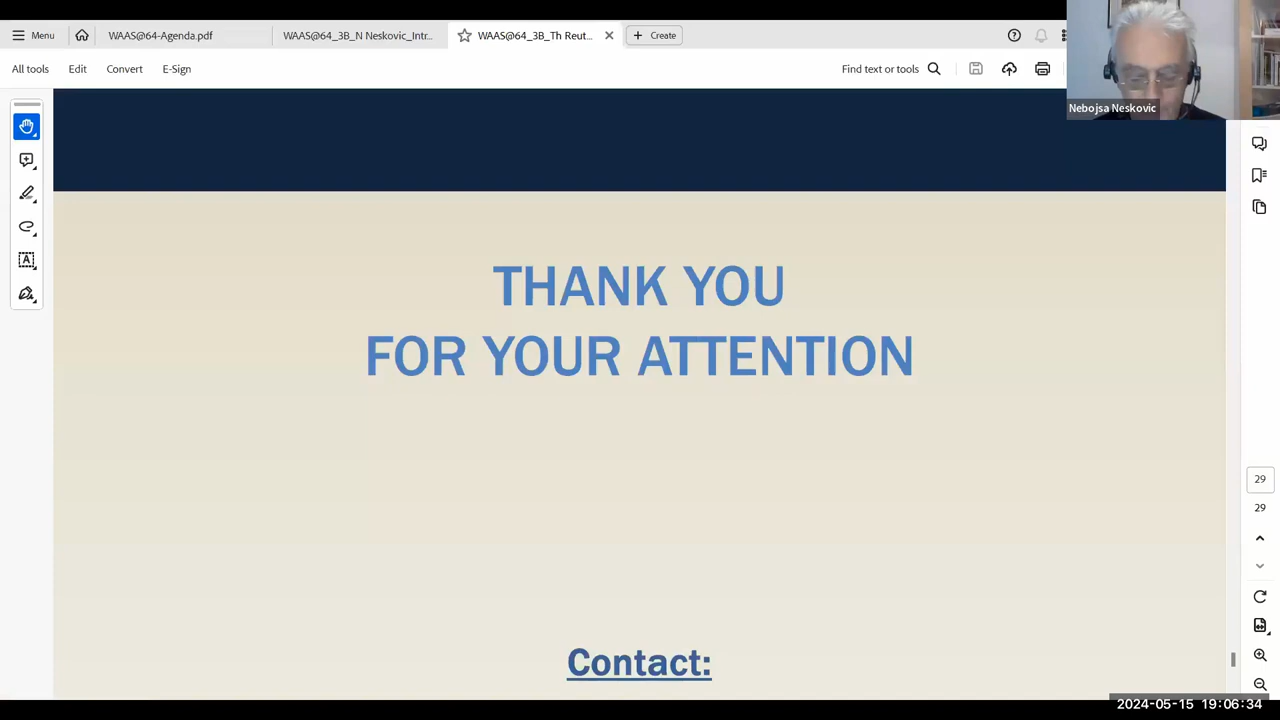 Menu
WAAS@64-Agenda.pdf
WAAS@64_3B_N Neskovic_Intr...
WAAS@64_3B_Th Reut...
Create
All tools
Edit
Convert
E-Sign
Find text or tools
Nebojsa Neskovic
THANK YOU
FOR YOUR ATTENTION
29
29
Contact:
2024-05-15 19:06:34